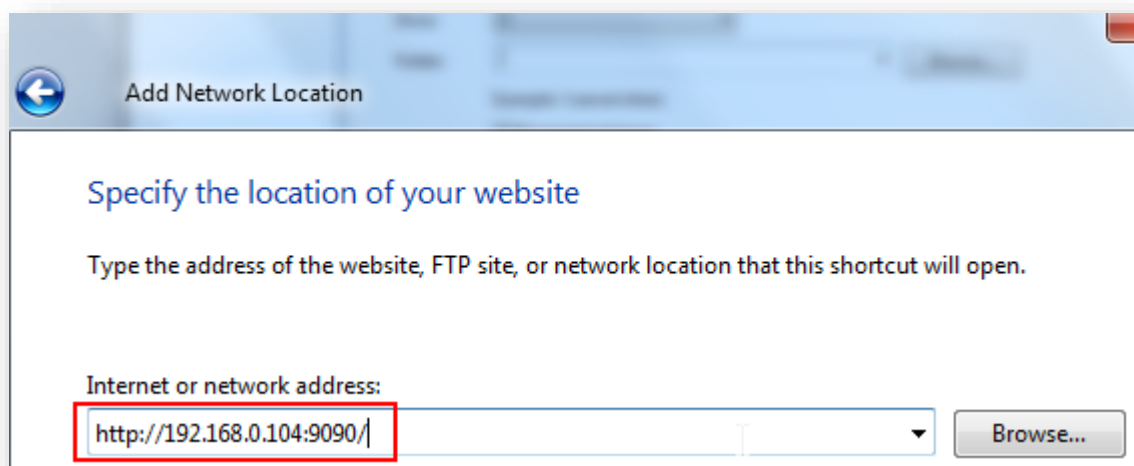 Add Network Location
Specify the location of your website
Type the address of the website, FTP site, or network location that this shortcut will open.
Internet or network address:
http://192.168.0.104:9090/
Browse...